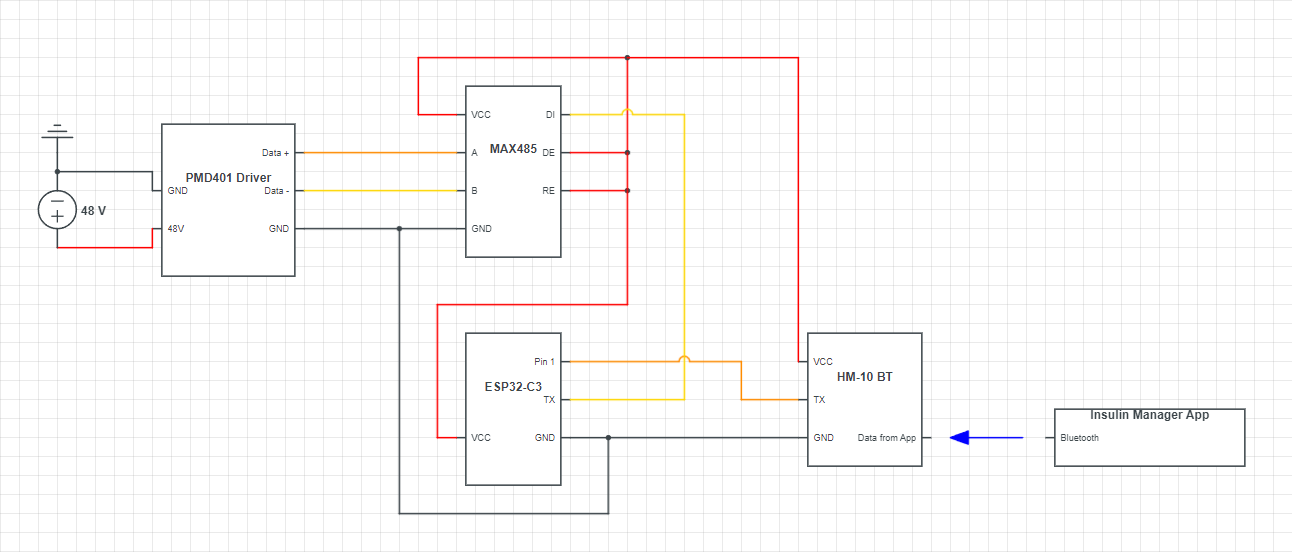 48 V
PMD401 Driver
GND
48V
Data +
Data -
GND
MAX485
VCC
A
B
GND
DI
DE
RE
ESP32-C3
VCC
Pin 1
TX
GND
HM-10 BT
VCC
TX
GND
Data from App
Insulin Manager App
Bluetooth